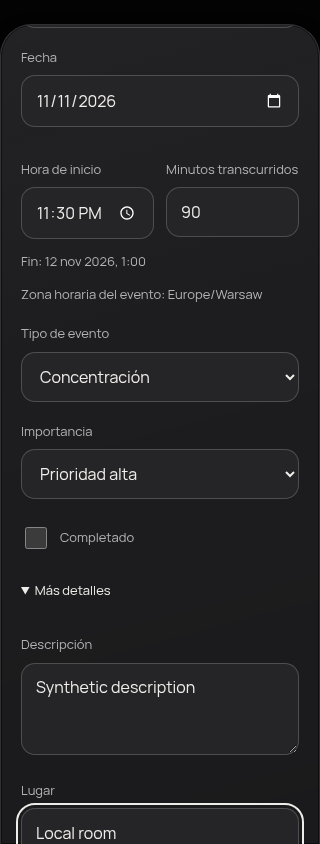 Fecha
11/11/2026
Hora de inicio
Minutos transcurridos
11:30 PM
90
Fin: 12 nov 2026, 1:00
Zona horaria del evento: Europe/Warsaw
Tipo de evento
Concentración
Importancia
Prioridad alta
Completado
▼ Más detalles
Descripción
Synthetic description
Lugar
Local room